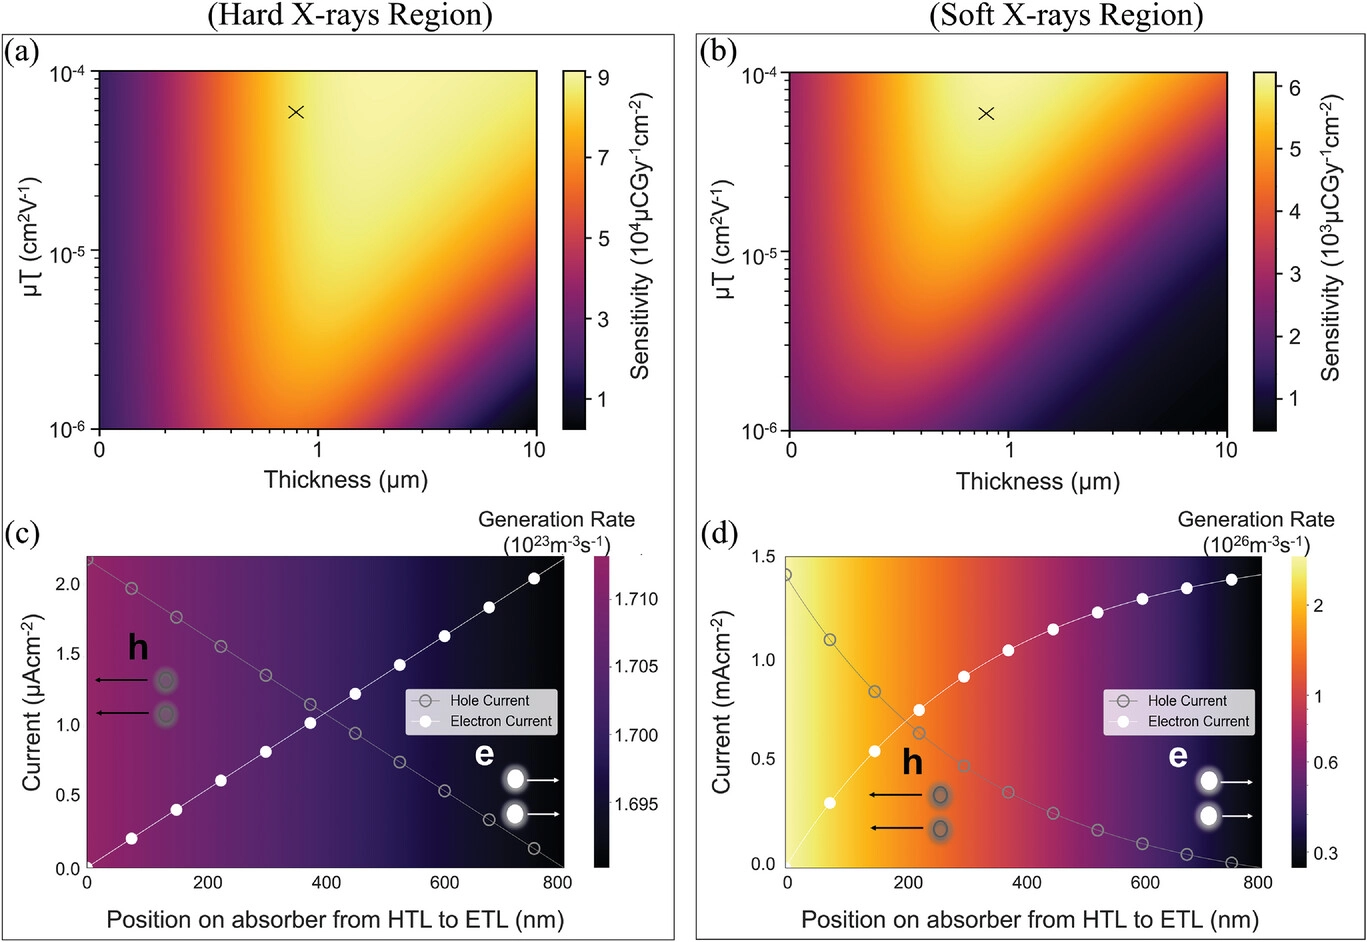 (Hard X-rays Region)
(Soft X-rays Region)
(a)
10⁻⁴
10⁻⁵
10⁻⁶
μƮ (cm²V⁻¹)
0
1
10
Thickness (μm)
9
7
5
3
1
Sensitivity (10⁴μCGy⁻¹cm⁻²)
(b)
10⁻⁴
10⁻⁵
10⁻⁶
μƮ (cm²V⁻¹)
0
1
10
Thickness (μm)
6
5
4
3
2
1
Sensitivity (10³μCGy⁻¹cm⁻²)
(c)
Generation Rate
(10²³m⁻³s⁻¹)
2.0
1.5
1.0
0.5
0.0
Current (μAcm⁻²)
h
Hole Current
Electron Current
e
1.710
1.705
1.700
1.695
0
200
400
600
800
Position on absorber from HTL to ETL (nm)
(d)
Generation Rate
(10²⁶m⁻³s⁻¹)
1.5
1.0
0.5
0.0
Current (mAcm⁻²)
Hole Current
Electron Current
h
e
2
1
0.6
0.3
0
200
400
600
800
Position on absorber from HTL to ETL (nm)